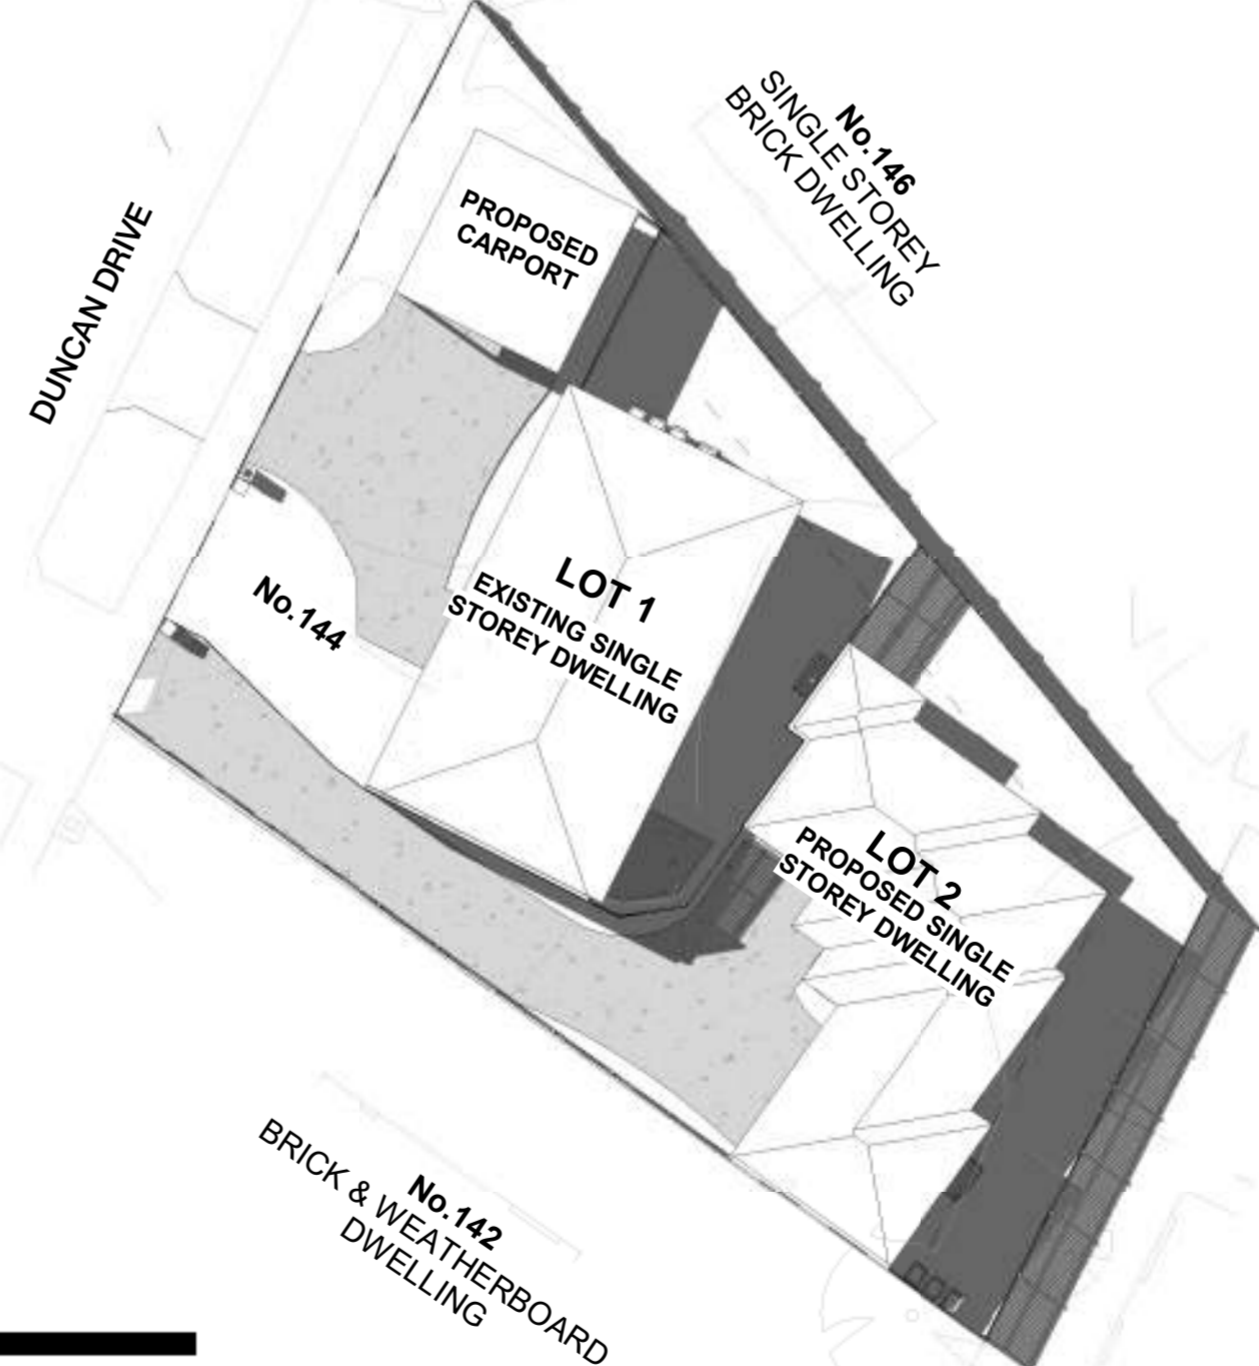 No.146
SINGLE STOREY
BRICK DWELLING
PROPOSED
CARPORT
DUNCAN DRIVE
LOT 1
EXISTING SINGLE
STOREY DWELLING
No.144
LOT 2
PROPOSED SINGLE
STOREY DWELLING
No.142
BRICK & WEATHERBOARD
DWELLING